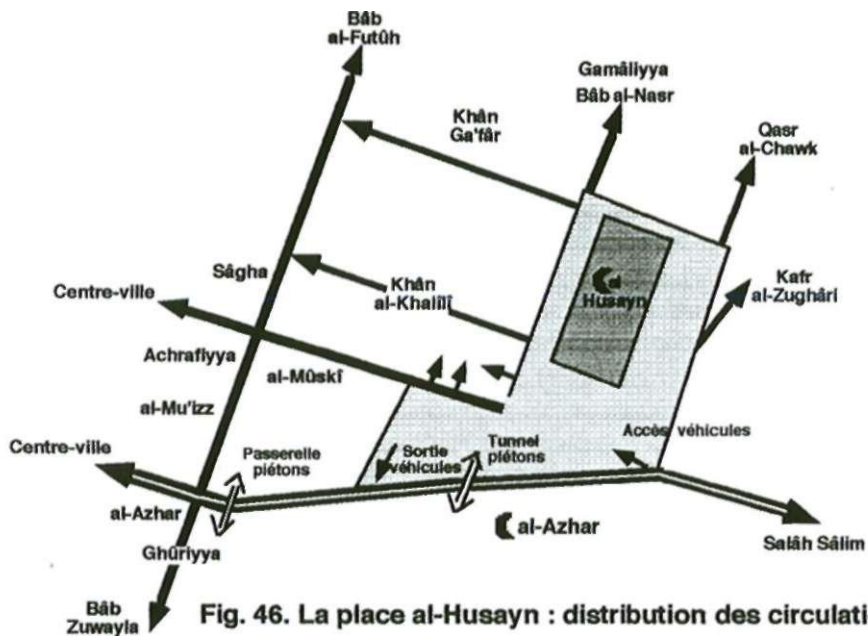 Bâb
al-Futûh
Gamâliyya
Bâb al-Nasr
Khân
Ga'fâr
Qasr
al-Chawk
Sâgha
Centre-ville
Khân
al-Khalîlî
al
Husayn
Kafr
al-Zughâri
Achrafiyya
al-Mûskî
al-Mu'izz
Centre-ville
Passerelle
piétons
Sortie
véhicules
Tunnel
piétons
Accès véhicules
al-Azhar
al-Azhar
Ghûriyya
Salâh Sâlim
Bâb
Zuwayla
Fig. 46. La place al-Husayn : distribution des circulati